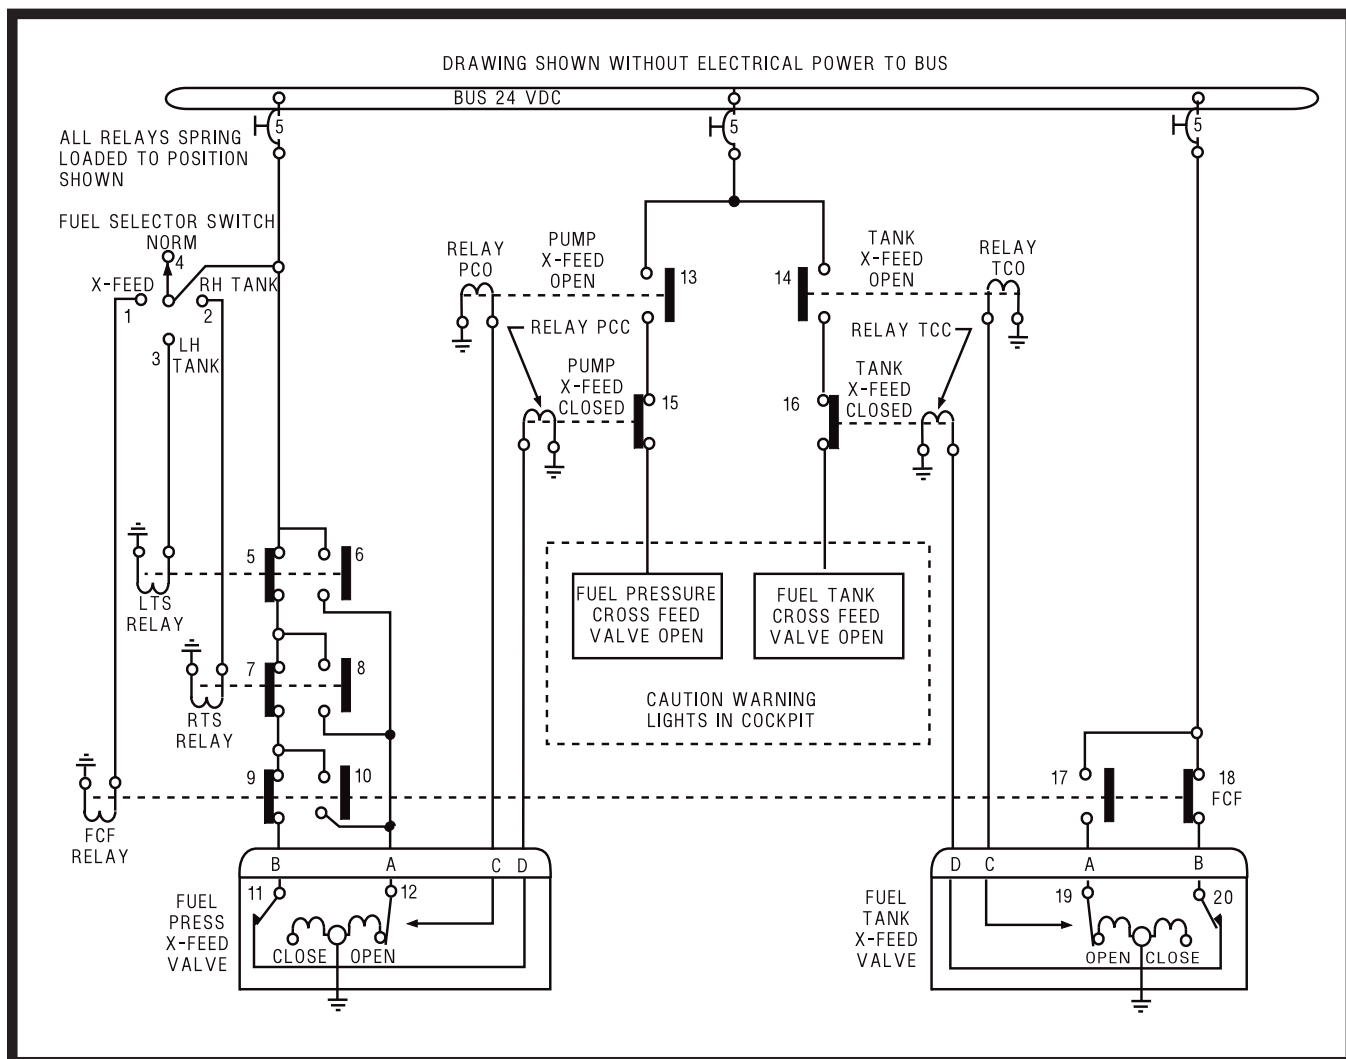 DRAWING SHOWN WITHOUT ELECTRICAL POWER TO BUS
BUS 24 VDC
5
5
5
ALL RELAYS SPRING
LOADED TO POSITION
SHOWN
FUEL SELECTOR SWITCH
NORM
4
X-FEED
1
RH TANK
2
3
LH
TANK
RELAY
PCO
PUMP
X-FEED
OPEN
13
14
TANK
X-FEED
OPEN
RELAY
TCO
RELAY PCC
RELAY TCC
PUMP
X-FEED
CLOSED
15
16
TANK
X-FEED
CLOSED
LTS
RELAY
5
6
RTS
RELAY
7
8
FCF
RELAY
9
10
FUEL PRESSURE
CROSS FEED
VALVE OPEN
FUEL TANK
CROSS FEED
VALVE OPEN
CAUTION WARNING
LIGHTS IN COCKPIT
17
18
FCF
B
A
C
D
11
12
FUEL
PRESS
X-FEED
VALVE
CLOSE
OPEN
D
C
A
B
19
20
FUEL
TANK
X-FEED
VALVE
OPEN
CLOSE